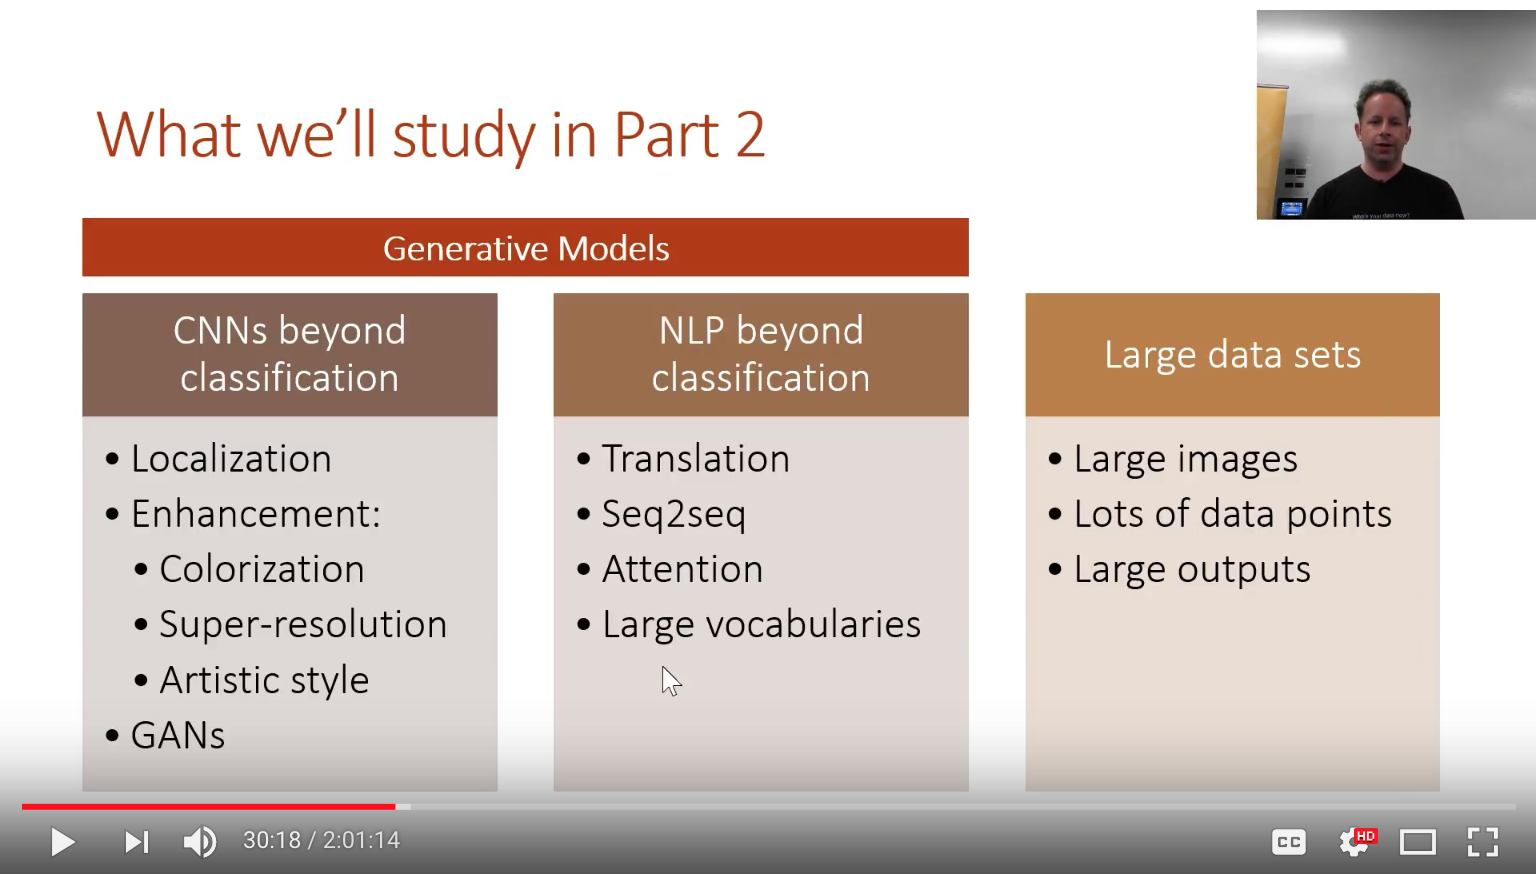 What we'll study in Part 2
Generative Models
CNNs beyond
classification
• Localization
• Enhancement:
• Colorization
• Super-resolution
• Artistic style
• GANs
NLP beyond
classification
• Translation
• Seq2seq
• Attention
• Large vocabularies
Large data sets
• Large images
• Lots of data points
• Large outputs
30:18 / 2:01:14
CC
HD